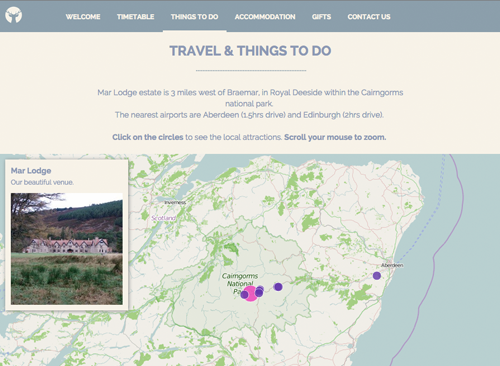 WELCOME TIMETABLE THINGS TO DO ACCOMMODATION GIFTS CONTACT US
TRAVEL & THINGS TO DO
Mar Lodge estate is 3 miles west of Braemar, in Royal Deeside within the Cairngorms
national park.
The nearest airports are Aberdeen (1.5hrs drive) and Edinburgh (2hrs drive).
Click on the circles to see the local attractions. Scroll your mouse to zoom.
Mar Lodge
Our beautiful venue.
Inverness
Scotland
Aberdeen
Cairngorms
National
Pa